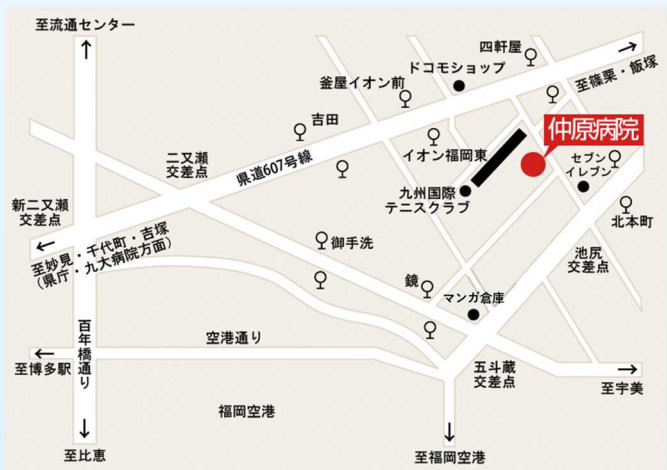 至流通センター
四軒屋
ドコモショップ
至篠栗・飯塚
釜屋イオン前
吉田
仲原病院
イオン福岡東
セブン
イレブン
二又瀬
交差点
県道607号線
九州国際
テニスクラブ
新二又瀬
交差点
北本町
至妙見・千代町・吉塚
(県庁・九大病院方面)
御手洗
池尻
交差点
鏡
マンガ倉庫
百年橋通り
空港通り
至博多駅
五斗蔵
交差点
至宇美
福岡空港
至比恵
至福岡空港